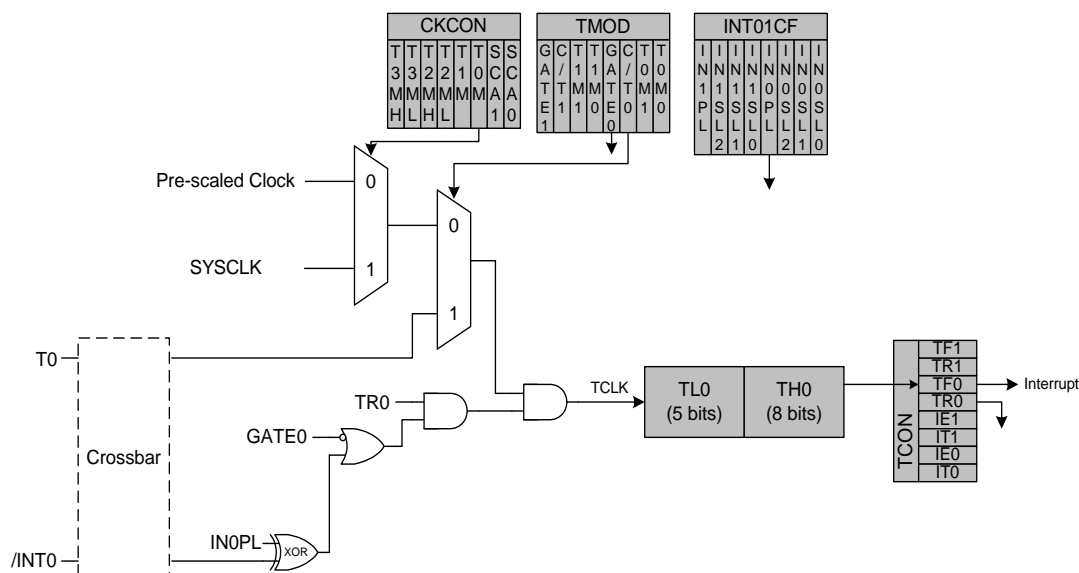 CKCON
T3MH T3ML T2MH T2ML T1M T0M SCA1 SCA0
TMOD
GATE1 C/T1 T1M1 T1M0 GATE0 C/T0 T0M1 T0M0
INT01CF
IN1PL IN1SL2 IN1SL1 IN1SL0 IN0PL IN0SL2 IN0SL1 IN0SL0
Pre-scaled Clock
0
0
SYSCLK
1
1
T0
Crossbar
/INT0
TR0
GATE0
IN0PL
XOR
TCLK
TL0
(5 bits)
TH0
(8 bits)
TCON
TF1
TR1
TF0
TR0
IE1
IT1
IE0
IT0
Interrupt